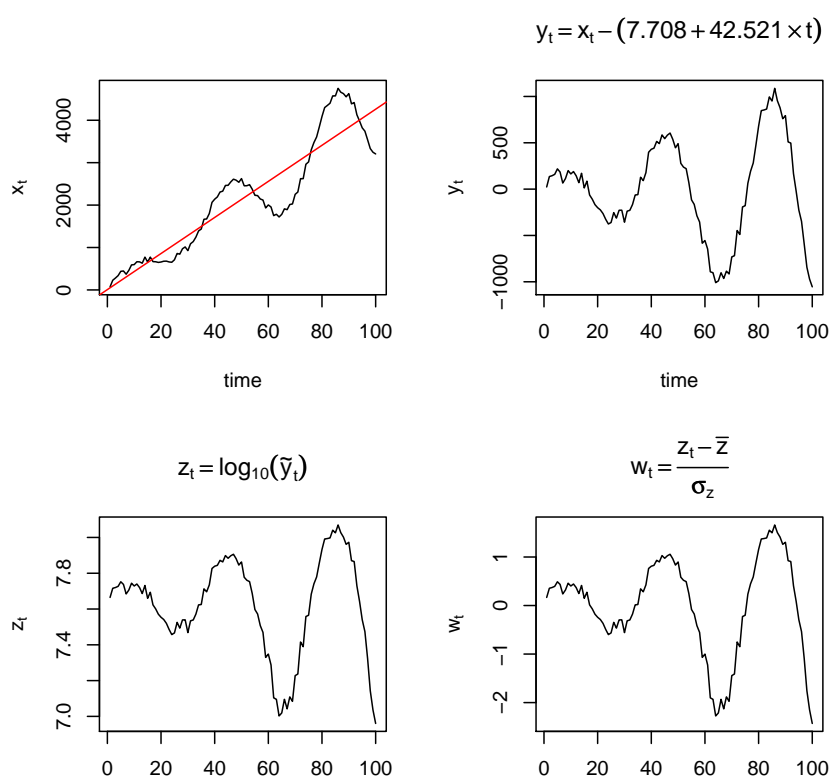 y_t = x_t − (7.708 + 42.521 × t)
x_t
0 2000 4000
0 20 40 60 80 100
time
y_t
−1000 0 500
0 20 40 60 80 100
time
z_t = log_10(ỹ_t)
w_t = (z_t − z̅) / σ_z
z_t
7.0 7.4 7.8
0 20 40 60 80 100
w_t
−2 −1 0 1
0 20 40 60 80 100